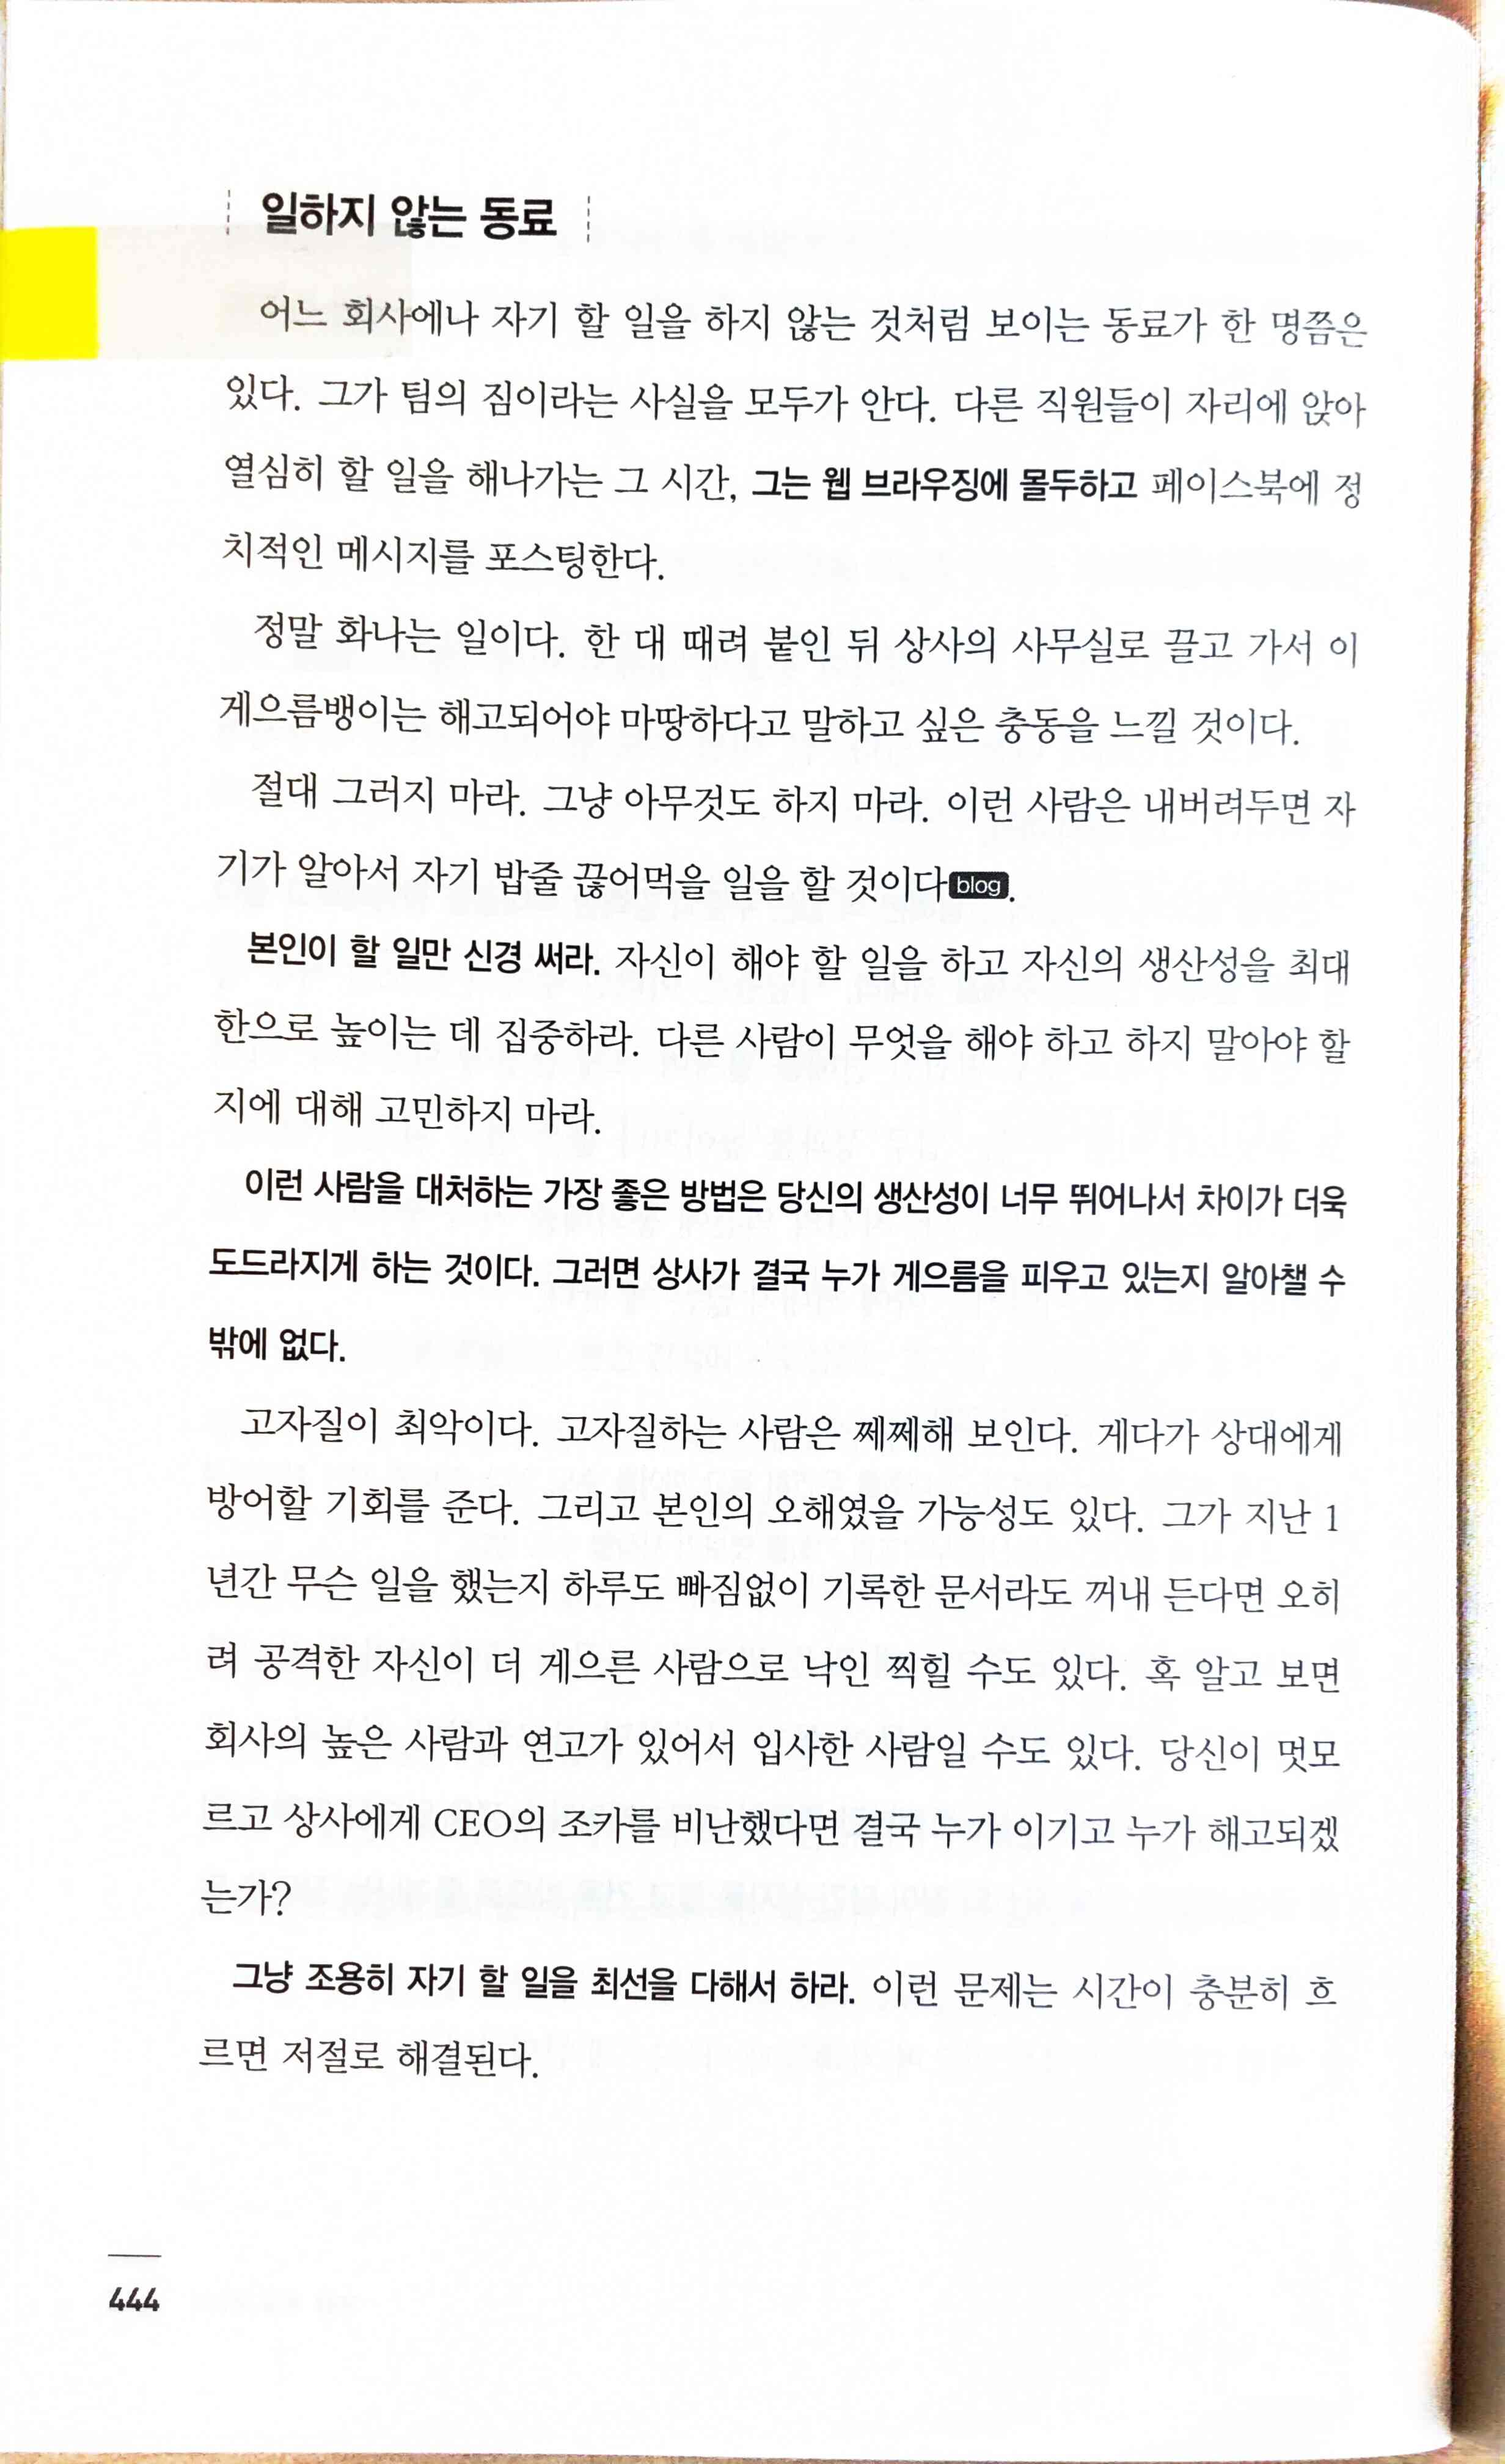 일하지 않는 동료
어느 회사에나 자기 할 일을 하지 않는 것처럼 보이는 동료가 한 명쯤은
있다. 그가 팀의 짐이라는 사실을 모두가 안다. 다른 직원들이 자리에 앉아
열심히 할 일을 해나가는 그 시간, 그는 웹 브라우징에 몰두하고 페이스북에 정
치적인 메시지를 포스팅한다.
정말 화나는 일이다. 한 대 때려 붙인 뒤 상사의 사무실로 끌고 가서 이
게으름뱅이는 해고되어야 마땅하다고 말하고 싶은 충동을 느낄 것이다.
절대 그러지 마라. 그냥 아무것도 하지 마라. 이런 사람은 내버려두면 자
기가 알아서 자기 밥줄 끊어먹을 일을 할 것이다blog.
본인이 할 일만 신경 써라. 자신이 해야 할 일을 하고 자신의 생산성을 최대
한으로 높이는 데 집중하라. 다른 사람이 무엇을 해야 하고 하지 말아야 할
지에 대해 고민하지 마라.
이런 사람을 대처하는 가장 좋은 방법은 당신의 생산성이 너무 뛰어나서 차이가 더욱
도드라지게 하는 것이다. 그러면 상사가 결국 누가 게으름을 피우고 있는지 알아챌 수
밖에 없다.
고자질이 최악이다. 고자질하는 사람은 쩨쩨해 보인다. 게다가 상대에게
방어할 기회를 준다. 그리고 본인의 오해였을 가능성도 있다. 그가 지난 1
년간 무슨 일을 했는지 하루도 빠짐없이 기록한 문서라도 꺼내 든다면 오히
려 공격한 자신이 더 게으른 사람으로 낙인 찍힐 수도 있다. 혹 알고 보면
회사의 높은 사람과 연고가 있어서 입사한 사람일 수도 있다. 당신이 멋모
르고 상사에게 CEO의 조카를 비난했다면 결국 누가 이기고 누가 해고되겠
는가?
그냥 조용히 자기 할 일을 최선을 다해서 하라. 이런 문제는 시간이 충분히 흐
르면 저절로 해결된다.
444